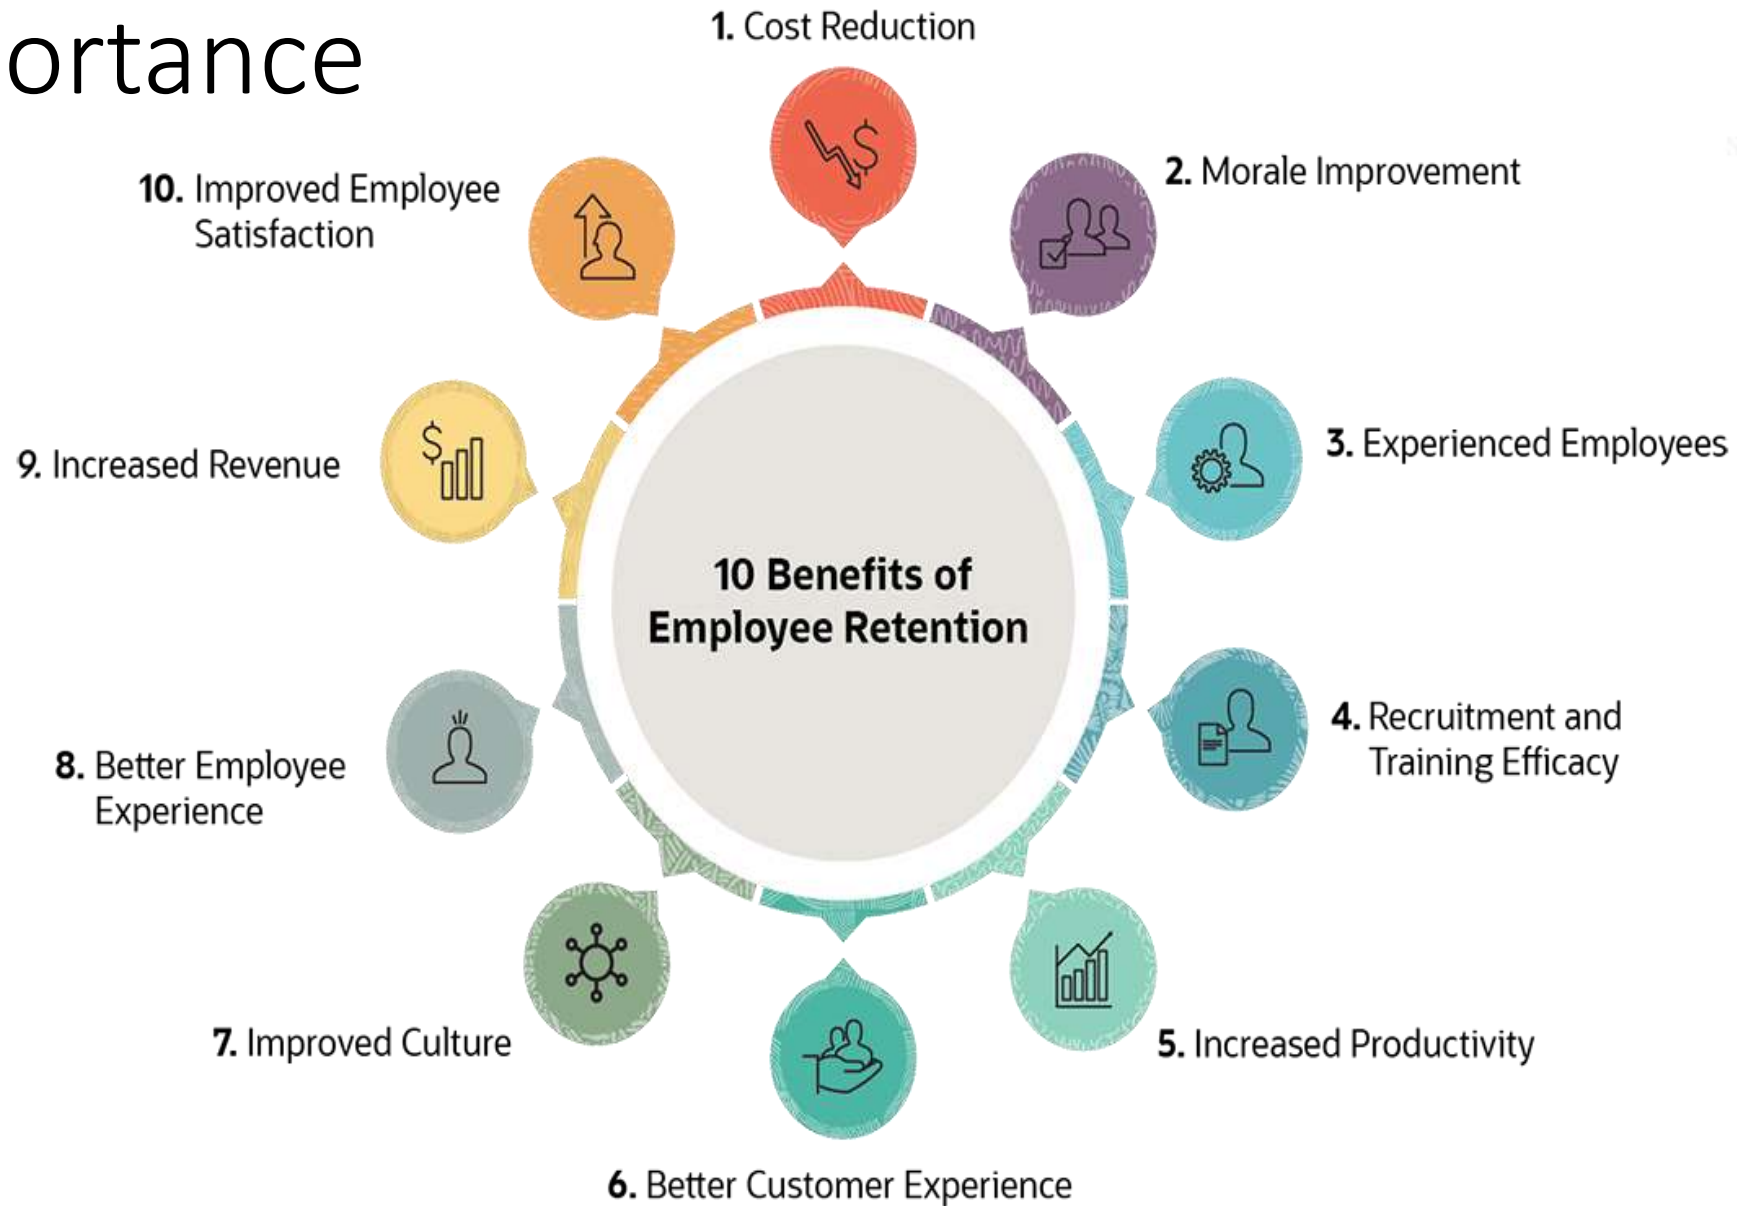 ortance
1. Cost Reduction
2. Morale Improvement
3. Experienced Employees
4. Recruitment and
Training Efficacy
5. Increased Productivity
6. Better Customer Experience
7. Improved Culture
8. Better Employee
Experience
9. Increased Revenue
10. Improved Employee
Satisfaction
10 Benefits of
Employee Retention